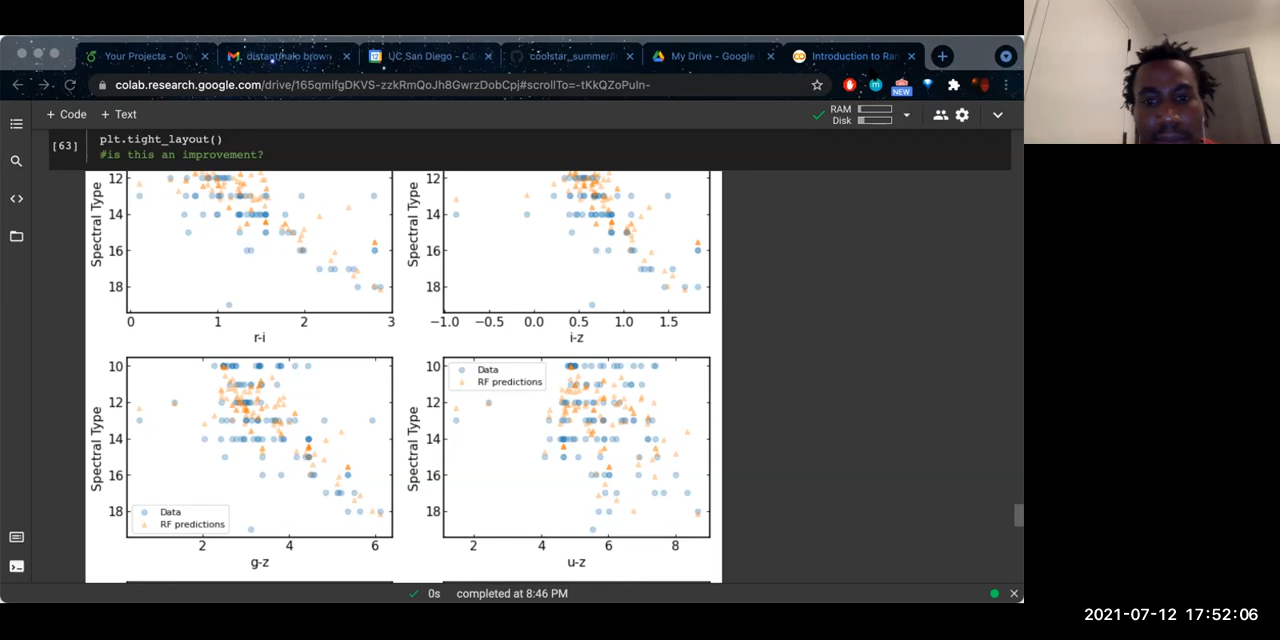 Your Projects - Ove
distantmalo brown
UC San Diego - Ca
coolstar_summer/i
My Drive - Google
Introduction to Ran
colab.research.google.com/drive/165qmifgDKVS-zzkRmQoJh8GwrzDobCpj#scrollTo=-tKkQZoPuIn-
NEW
+ Code + Text
RAM
Disk
[63]
plt.tight_layout()
#is this an improvement?
Spectral Type
12
14
16
18
0 1 2 3
r-i
Spectral Type
12
14
16
18
−1.0 −0.5 0.0 0.5 1.0 1.5
i-z
Spectral Type
10
12
14
16
18
Data
RF predictions
2 4 6
g-z
Spectral Type
10
12
14
16
18
Data
RF predictions
2 4 6 8
u-z
0s completed at 8:46 PM
2021-07-12 17:52:06